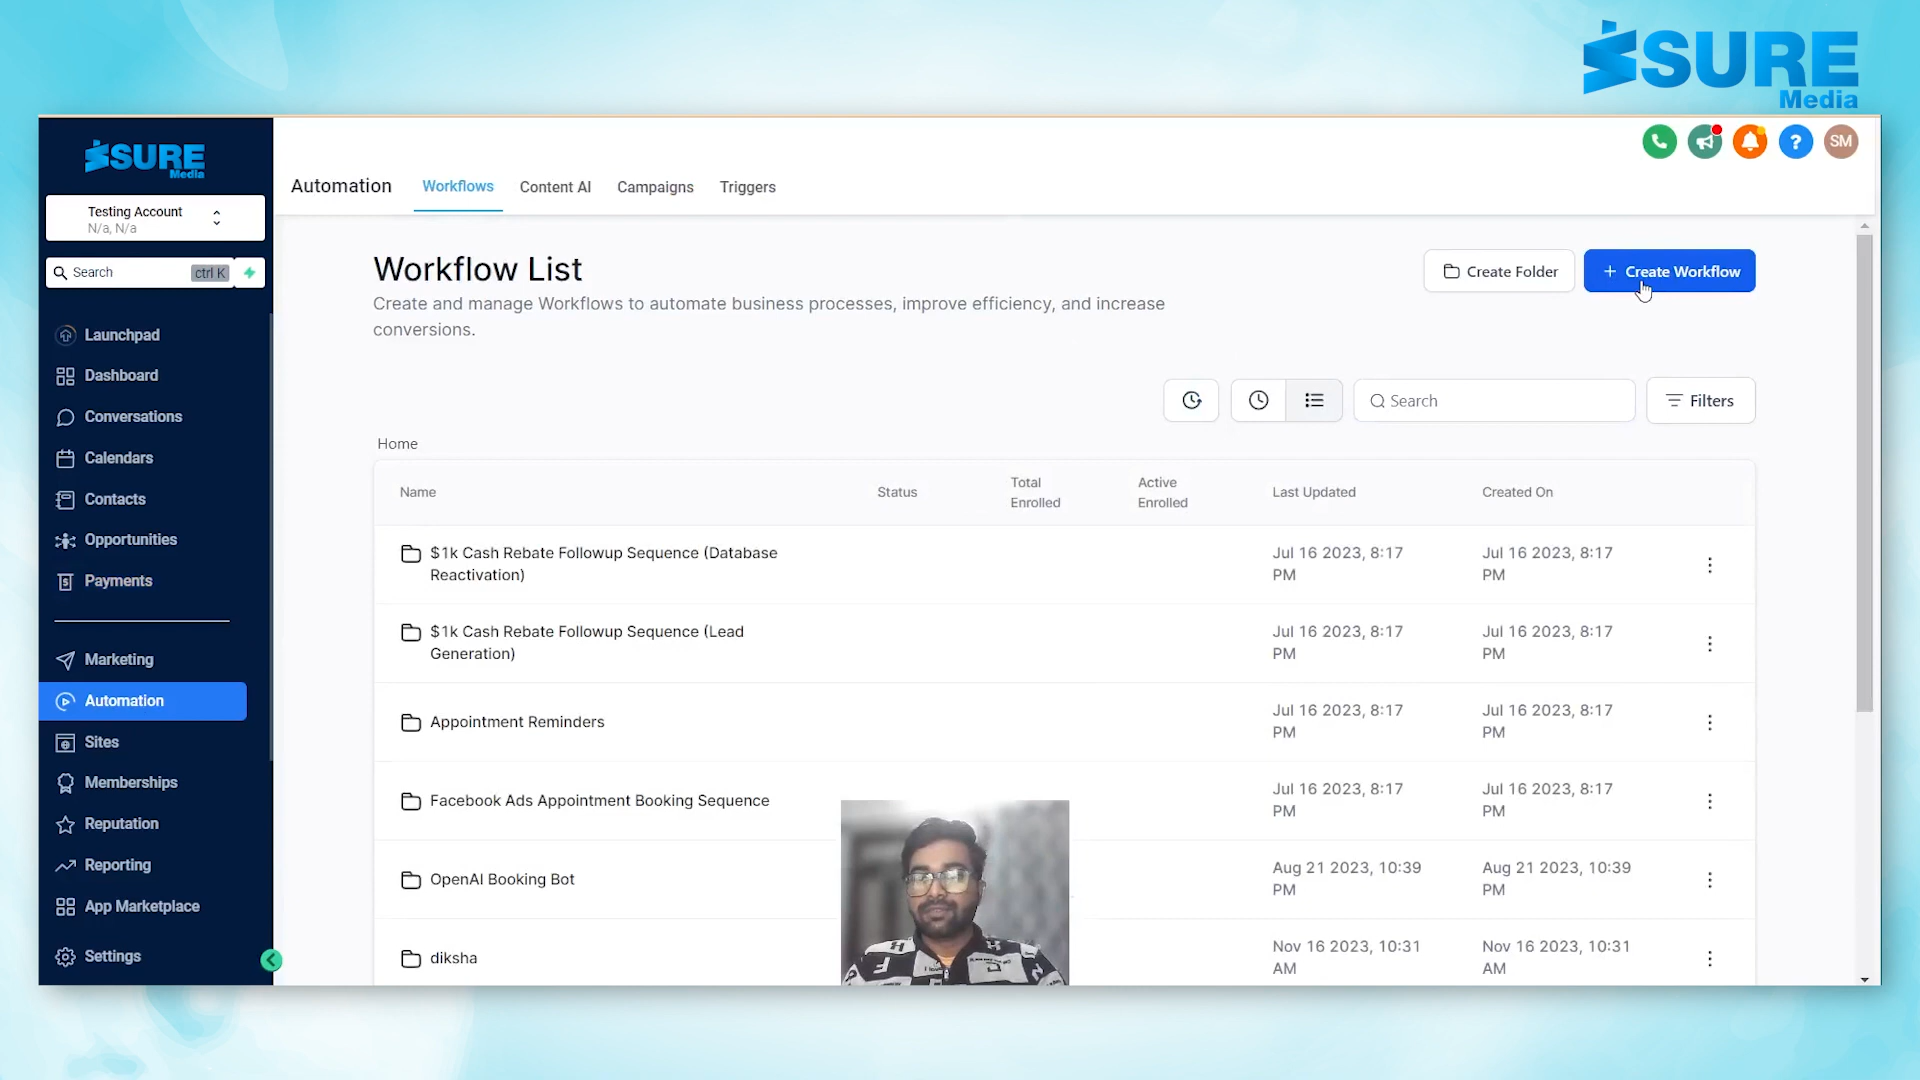 SURE
Media
SURE
Media
Testing Account
N/a, N/a
Search ctrl K
Launchpad
Dashboard
Conversations
Calendars
Contacts
Opportunities
Payments
Marketing
Automation
Sites
Memberships
Reputation
Reporting
App Marketplace
Settings
Automation Workflows Content AI Campaigns Triggers
? SM
Workflow List
Create and manage Workflows to automate business processes, improve efficiency, and increase
conversions.
Create Folder
+ Create Workflow
Search
Filters
Home
Name Status Total Enrolled Active Enrolled Last Updated Created On
$1k Cash Rebate Followup Sequence (Database
Reactivation)
Jul 16 2023, 8:17
PM
Jul 16 2023, 8:17
PM
$1k Cash Rebate Followup Sequence (Lead
Generation)
Jul 16 2023, 8:17
PM
Jul 16 2023, 8:17
PM
Appointment Reminders
Jul 16 2023, 8:17
PM
Jul 16 2023, 8:17
PM
Facebook Ads Appointment Booking Sequence
Jul 16 2023, 8:17
PM
Jul 16 2023, 8:17
PM
OpenAI Booking Bot
Aug 21 2023, 10:39
PM
Aug 21 2023, 10:39
PM
diksha
Nov 16 2023, 10:31
AM
Nov 16 2023, 10:31
AM